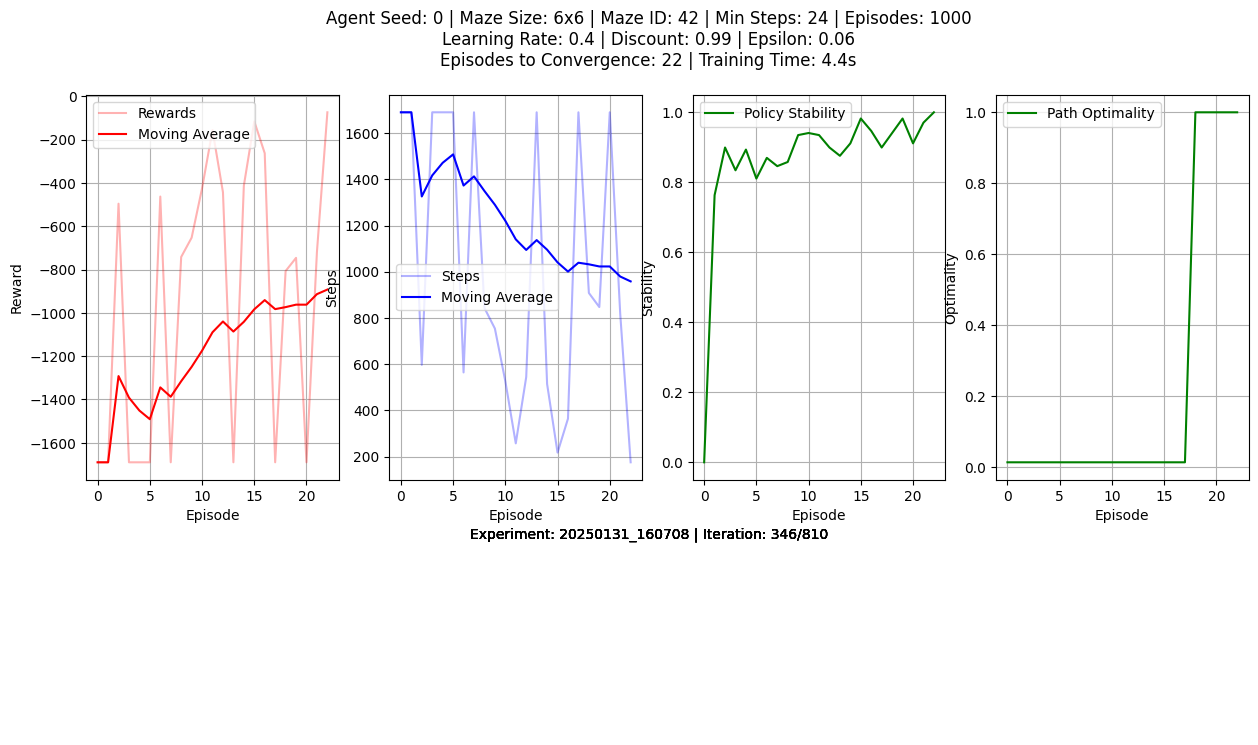 Agent Seed: 0 | Maze Size: 6x6 | Maze ID: 42 | Min Steps: 24 | Episodes: 1000
Learning Rate: 0.4 | Discount: 0.99 | Epsilon: 0.06
Episodes to Convergence: 22 | Training Time: 4.4s
Reward
0
−200
−400
−600
−800
−1000
−1200
−1400
−1600
Rewards
Moving Average
0 5 10 15 20
Episode
Steps
1600
1400
1200
1000
800
600
400
200
Steps
Moving Average
0 5 10 15 20
Episode
Stability
1.0
0.8
0.6
0.4
0.2
0.0
Policy Stability
0 5 10 15 20
Episode
Optimality
1.0
0.8
0.6
0.4
0.2
0.0
Path Optimality
0 5 10 15 20
Episode
Experiment: 20250131_160708 | Iteration: 346/810